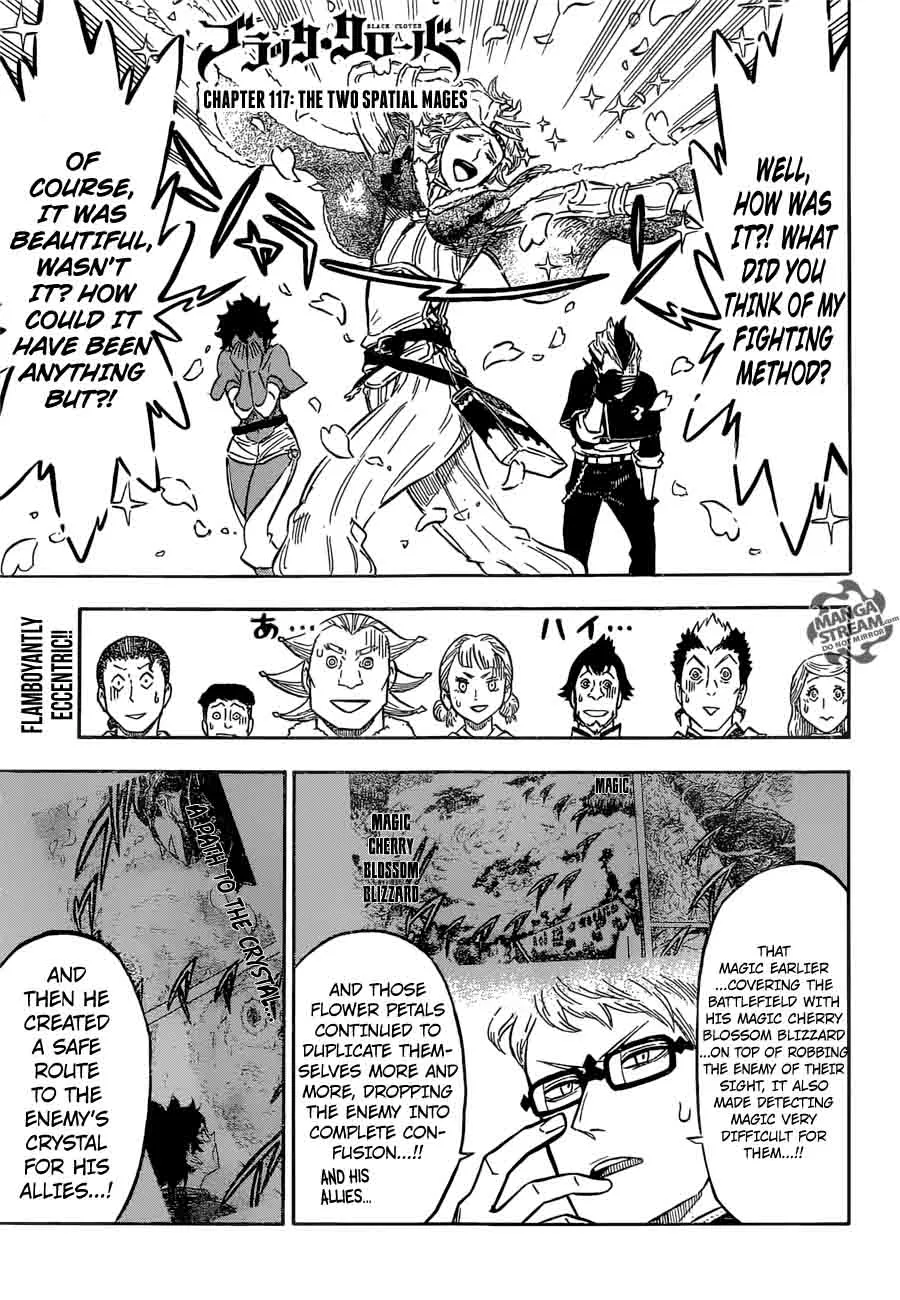 ブラック・クローバー
BLACK CLOVER
CHAPTER 117: THE TWO SPATIAL MAGES
WELL,
HOW WAS
IT?! WHAT
DID YOU
THINK OF MY
FIGHTING
METHOD?
OF
COURSE,
IT WAS
BEAUTIFUL,
WASN'T
IT? HOW
COULD IT
HAVE BEEN
ANYTHING
BUT?!
MANGA
STREAM.com
DO NOT MIRROR!
FLAMBOYANTLY
ECCENTRIC!!
ハイ…
あ…
MAGIC
MAGIC
CHERRY
BLOSSOM
BLIZZARD
THAT
MAGIC EARLIER
...COVERING THE
BATTLEFIELD WITH
HIS MAGIC CHERRY
BLOSSOM BLIZZARD
...ON TOP OF ROBBING
THE ENEMY OF THEIR
SIGHT, IT ALSO
MADE DETECTING
MAGIC VERY
DIFFICULT FOR
THEM...!!
AND THOSE
FLOWER PETALS
CONTINUED TO
DUPLICATE THEM-
SELVES MORE AND
MORE, DROPPING
THE ENEMY INTO
COMPLETE CON-
FUSION...!!
AND HIS
ALLIES...
A PATH TO THE CRYSTAL...
AND
THEN HE
CREATED
A SAFE
ROUTE
TO THE
ENEMY'S
CRYSTAL
FOR HIS
ALLIES...!